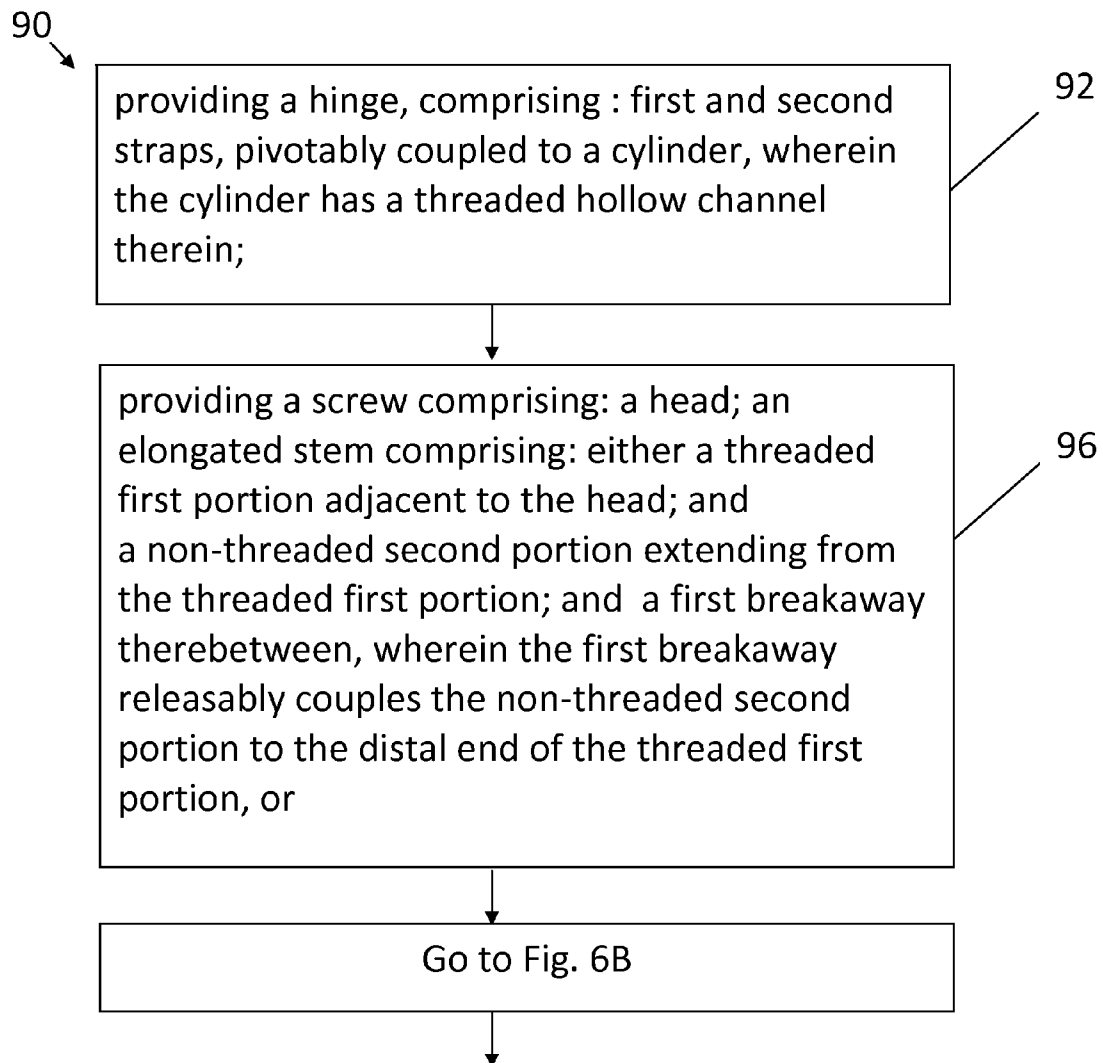 90
providing a hinge, comprising : first and second
straps, pivotably coupled to a cylinder, wherein
the cylinder has a threaded hollow channel
therein;
92
providing a screw comprising: a head; an
elongated stem comprising: either a threaded
first portion adjacent to the head; and
a non-threaded second portion extending from
the threaded first portion; and a first breakaway
therebetween, wherein the first breakaway
releasably couples the non-threaded second
portion to the distal end of the threaded first
portion, or
96
Go to Fig. 6B